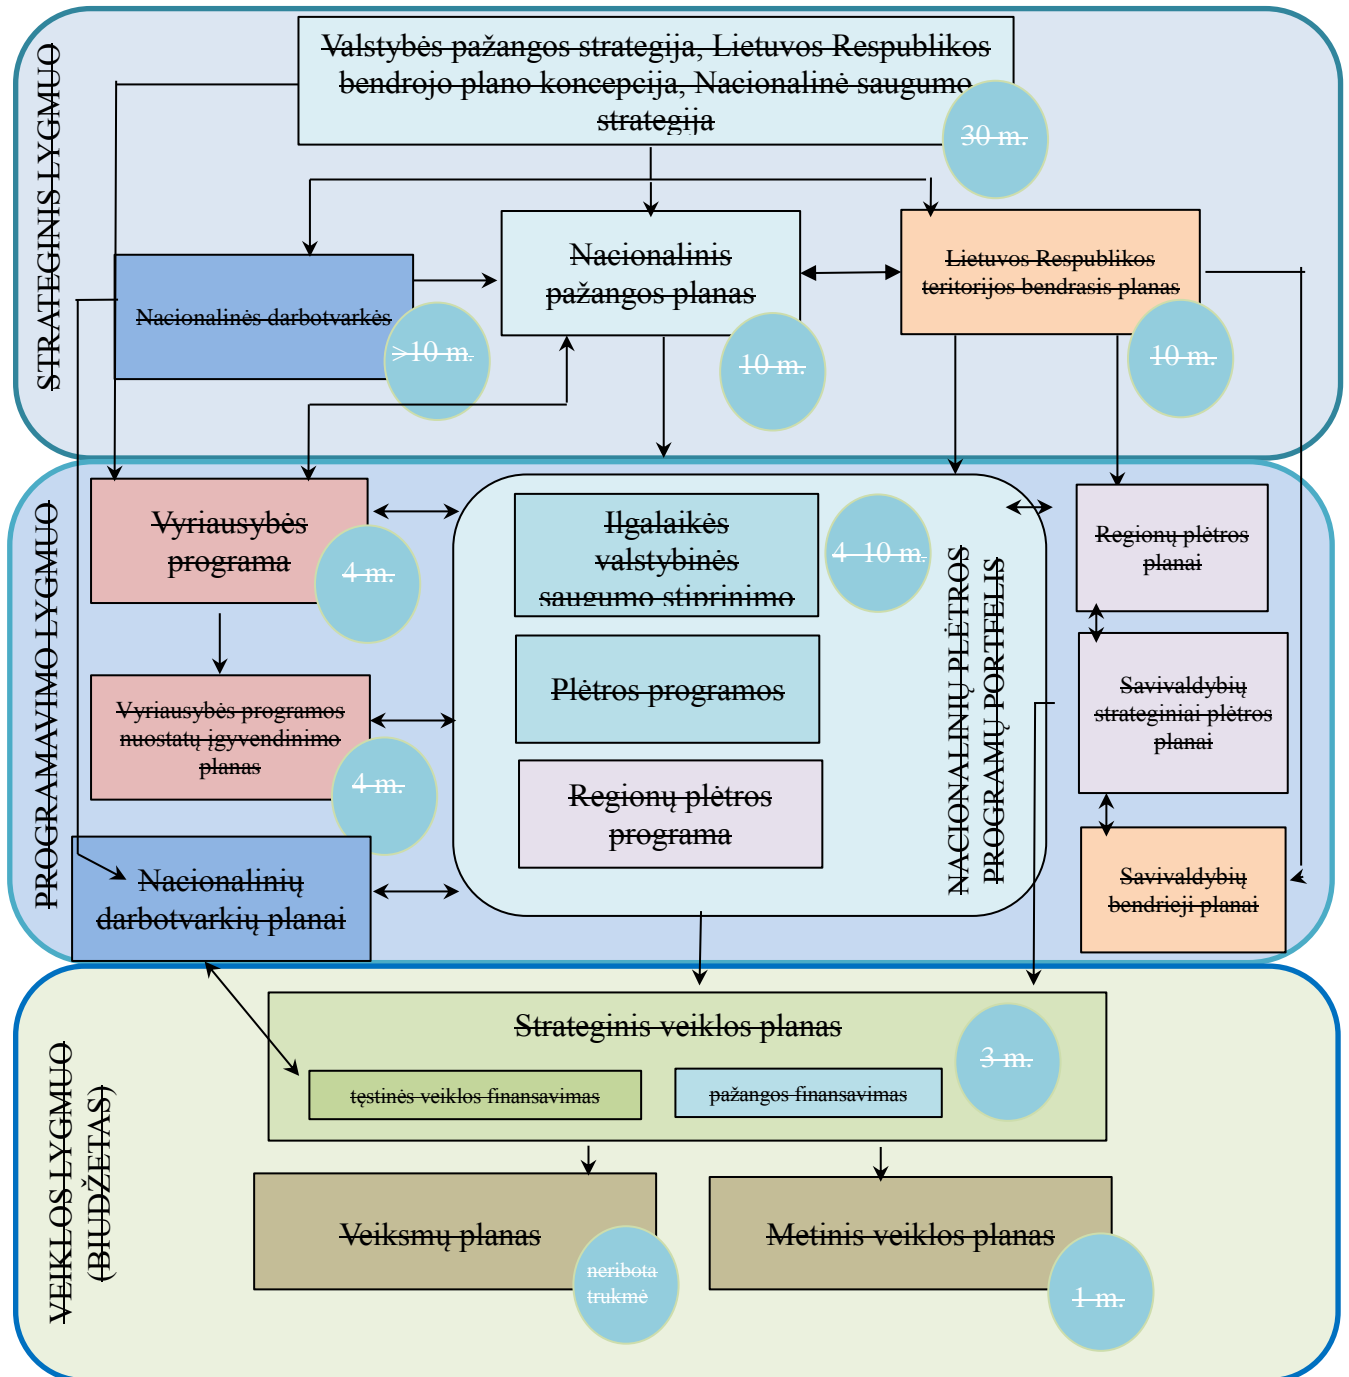 STRATEGINIS LYGMUO
Valstybės pažangos strategija, Lietuvos Respublikos
bendrojo plano koncepcija, Nacionalinė saugumo
strategija
30 m.
Nacionalinės darbotvarkės
>10 m.
Nacionalinis
pažangos planas
10 m.
Lietuvos Respublikos
teritorijos bendrasis planas
10 m.
PROGRAMAVIMO LYGMUO
Vyriausybės
programa
4 m.
Vyriausybės programos
nuostatų įgyvendinimo
planas
4 m.
Nacionalinių
darbotvarkių planai
Ilgalaikės
valstybinės
saugumo stiprinimo
4–10 m.
Plėtros programos
Regionų plėtros
programa
NACIONALINIŲ PLĖTROS
PROGRAMŲ PORTFELIS
Regionų plėtros
planai
Savivaldybių
strateginiai plėtros
planai
Savivaldybių
bendrieji planai
VEIKLOS LYGMUO
(BIUDŽETAS)
Strateginis veiklos planas
3 m.
tęstinės veiklos finansavimas
pažangos finansavimas
Veiksmų planas
neribota
trukmė
Metinis veiklos planas
1 m.